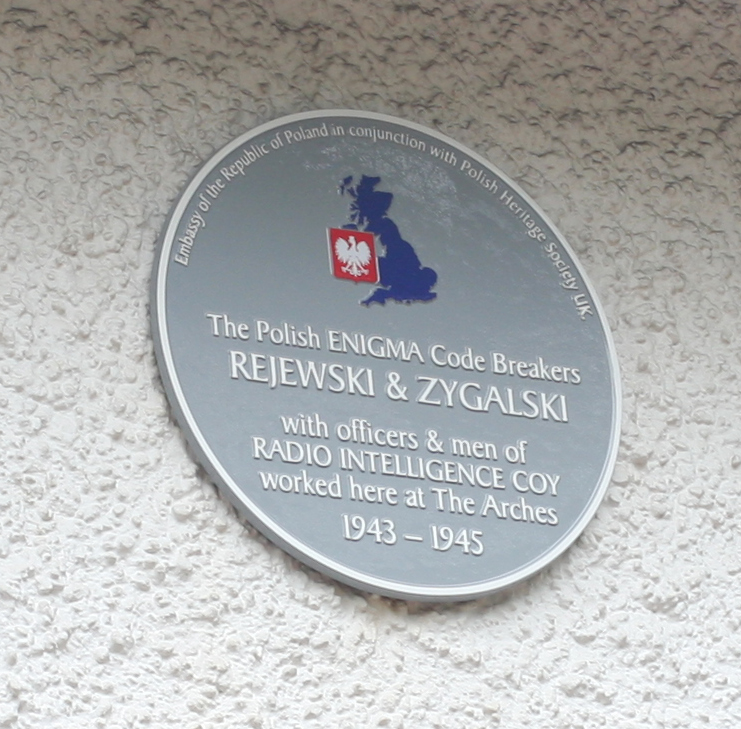 Embassy of the Republic of Poland in conjunction with Polish Heritage Society UK.
The Polish ENIGMA Code Breakers
REJEWSKI & ZYGALSKI
with officers & men of
RADIO INTELLIGENCE COY
worked here at The Arches
1943 – 1945